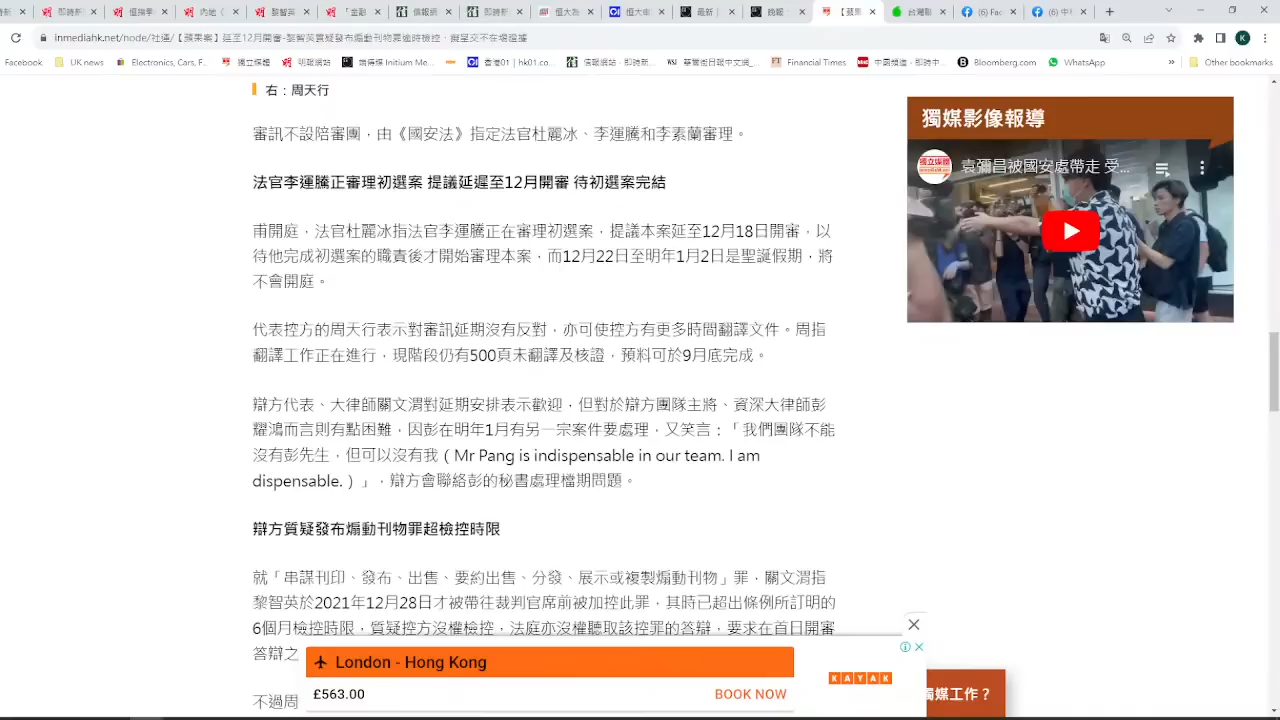 inmediahk.net/node/社運/【蘋果案】延至12月開審-黎智英質疑發布煽動刊物罪逾時檢控，擬呈交不在場證據
Facebook
UK news
Electronics, Cars, F...
獨立媒體
明報網站
端傳媒 Initium Me...
香港01 | hk01.co...
信報網站 - 即時新...
華爾街日報中文網_...
Financial Times
Bloomberg.com
WhatsApp
»
Other bookmarks
右：周天行
審訊不設陪審團，由《國安法》指定法官杜麗冰、李運騰和李素蘭審理。
法官李運騰正審理初選案 提議延遲至12月開審 待初選案完結
甫開庭，法官杜麗冰指法官李運騰正在審理初選案，提議本案延至12月18日開審，以
待他完成初選案的職責後才開始審理本案，而12月22日至明年1月2日是聖誕假期，將
不會開庭。
代表控方的周天行表示對審訊延期沒有反對，亦可使控方有更多時間翻譯文件。周指
翻譯工作正在進行，現階段仍有500頁未翻譯及核證，預料可於9月底完成。
辯方代表、大律師關文渭對延期安排表示歡迎，但對於辯方團隊主將、資深大律師彭
耀鴻而言則有點困難，因彭在明年1月有另一宗案件要處理，又笑言：「我們團隊不能
沒有彭先生，但可以沒有我（Mr Pang is indispensable in our team. I am
dispensable.）」，辯方會聯絡彭的秘書處理檔期問題。
辯方質疑發布煽動刊物罪超檢控時限
就「串謀刊印、發布、出售、要約出售、分發、展示或複製煽動刊物」罪，關文渭指
黎智英於2021年12月28日才被帶往裁判官席前被加控此罪，其時已超出條例所訂明的
6個月檢控時限，質疑控方沒權檢控，法庭亦沒權聽取該控罪的答辯，要求在首日開審
答辯之
不過周
獨媒影像報導
獨立媒體
袁彌昌被國安處帶走 受...
London - Hong Kong
£563.00
BOOK NOW
KAYAK
獨媒工作？